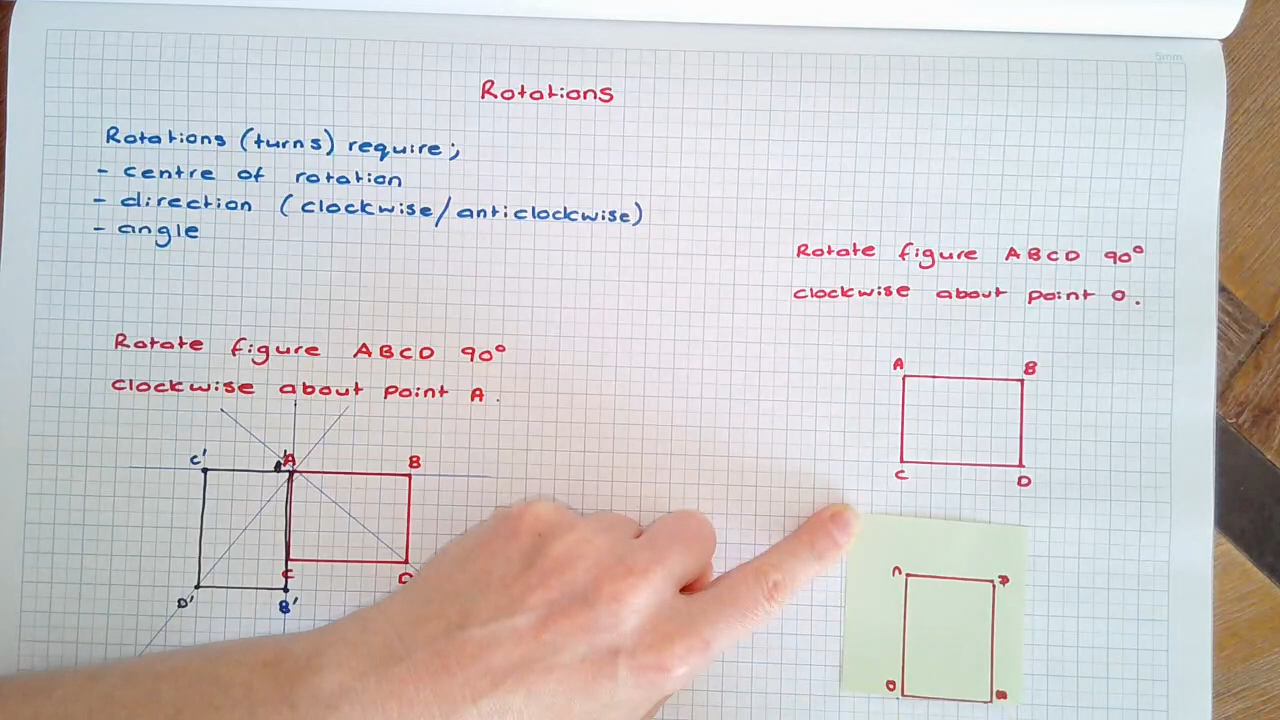 5mm
Rotations
Rotations (turns) require;
- centre of rotation
- direction (clockwise/anticlockwise)
- angle
Rotate figure ABCD 90°
clockwise about point O.
Rotate figure ABCD 90°
clockwise about point A.
A B
C D
C' A' A B
C D
D' B'